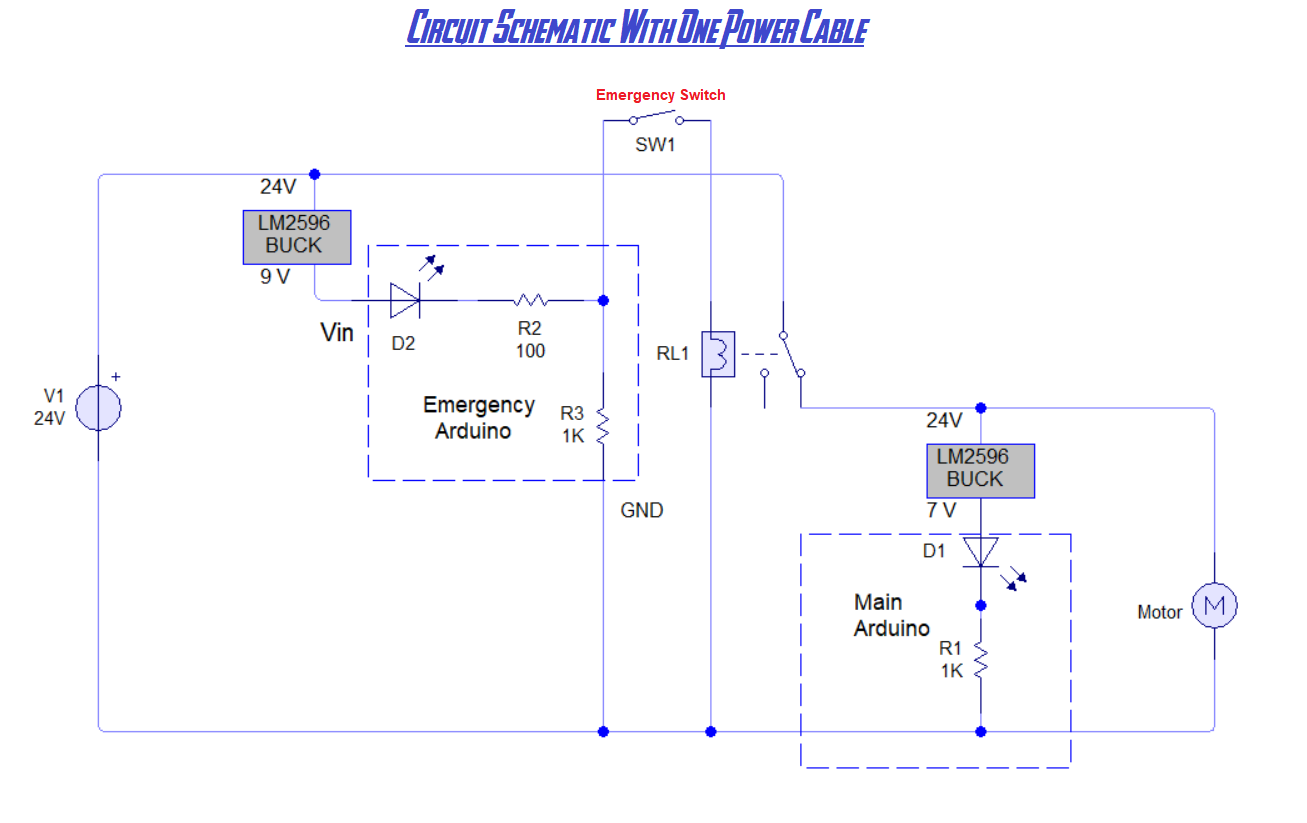 Circuit Schematic With One Power Cable
Emergency Switch
SW1
24V
LM2596
BUCK
9 V
Vin
D2
R2
100
RL1
+
V1
24V
Emergency
Arduino
R3
1K
GND
24V
LM2596
BUCK
7 V
D1
Main
Arduino
R1
1K
Motor
M